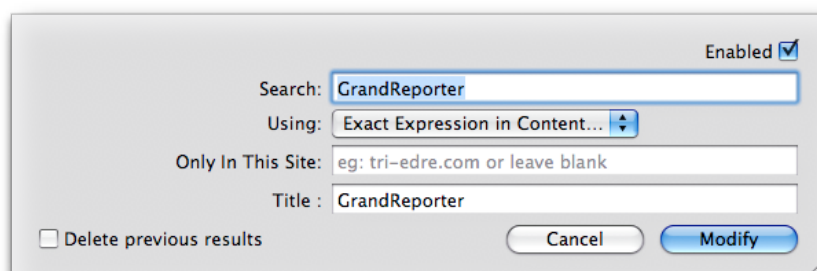 Enabled
Search: GrandReporter
Using: Exact Expression in Content...
Only In This Site: eg: tri-edre.com or leave blank
Title : GrandReporter
Delete previous results Cancel Modify